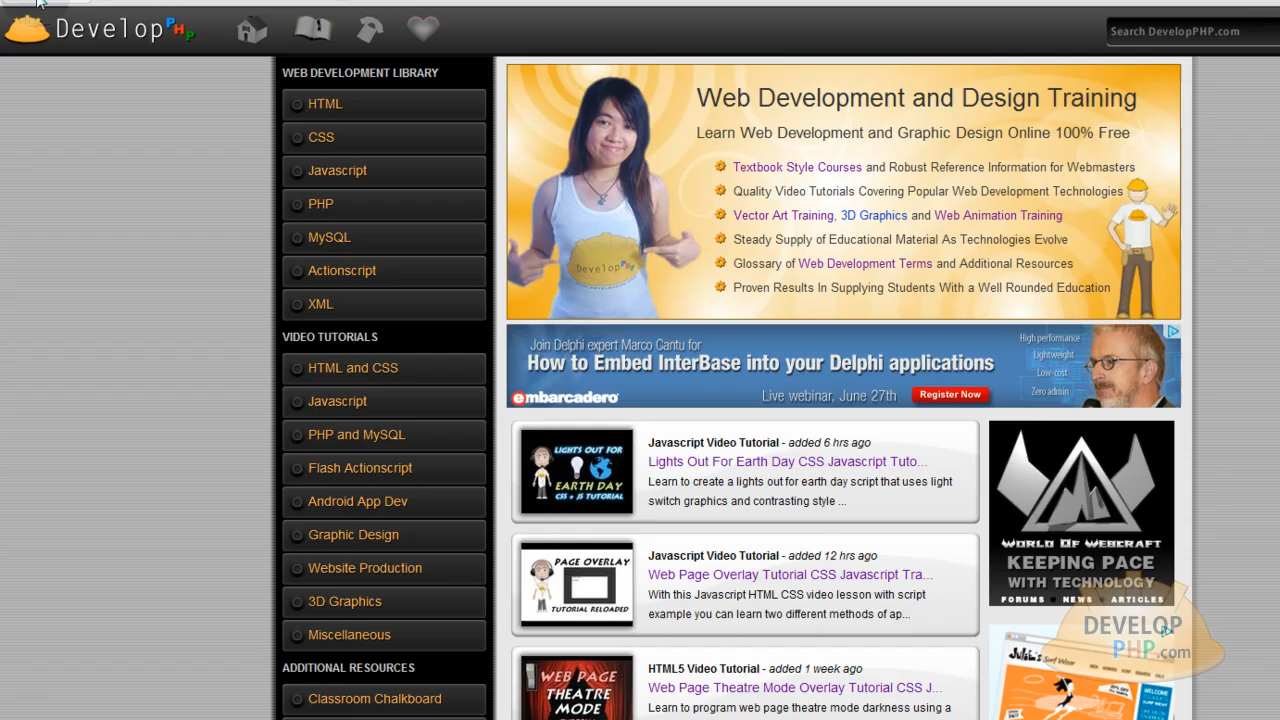 Develop PHP
Search DevelopPHP.com
WEB DEVELOPMENT LIBRARY
HTML
CSS
Javascript
PHP
MySQL
Actionscript
XML
VIDEO TUTORIALS
HTML and CSS
Javascript
PHP and MySQL
Flash Actionscript
Android App Dev
Graphic Design
Website Production
3D Graphics
Miscellaneous
ADDITIONAL RESOURCES
Classroom Chalkboard
Web Development and Design Training
Learn Web Development and Graphic Design Online 100% Free
Textbook Style Courses and Robust Reference Information for Webmasters
Quality Video Tutorials Covering Popular Web Development Technologies
Vector Art Training, 3D Graphics and Web Animation Training
Steady Supply of Educational Material As Technologies Evolve
Glossary of Web Development Terms and Additional Resources
Proven Results In Supplying Students With a Well Rounded Education
Develop PHP
Join Delphi expert Marco Cantu for
How to Embed InterBase into your Delphi applications
embarcadero
Live webinar, June 27th
Register Now
High performance
Lightweight
Low-cost
Zero admin
LIGHTS OUT FOR
EARTH DAY
CSS + JS TUTORIAL
Javascript Video Tutorial - added 6 hrs ago
Lights Out For Earth Day CSS Javascript Tuto...
Learn to create a lights out for earth day script that uses light
switch graphics and contrasting style ...
PAGE OVERLAY
TUTORIAL RELOADED
Javascript Video Tutorial - added 12 hrs ago
Web Page Overlay Tutorial CSS Javascript Tra...
With this Javascript HTML CSS video lesson with script
example you can learn two different methods of ap...
WEB PAGE
THEATRE
MODE
HTML5 Video Tutorial - added 1 week ago
Web Page Theatre Mode Overlay Tutorial CSS J...
Learn to program web page theatre mode darkness using a
WORLD OF WEBCRAFT
KEEPING PACE
WITH TECHNOLOGY
FORUMS NEWS ARTICLES
DEVELOP
PHP.com
WELCOME